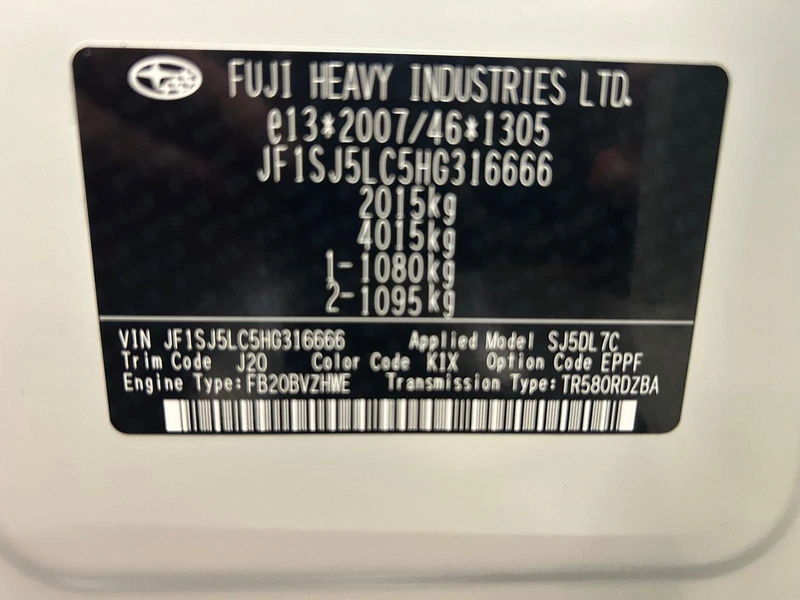 FUJI HEAVY INDUSTRIES LTD.
e13*2007/46*1305
JF1SJ5LC5HG316666
2015kg
4015kg
1-1080kg
2-1095kg
VIN JF1SJ5LC5HG316666 Applied Model SJ5DL7C
Trim Code J20 Color Code K1X Option Code EPPF
Engine Type:FB20BVZHWE Transmission Type:TR580RDZBA